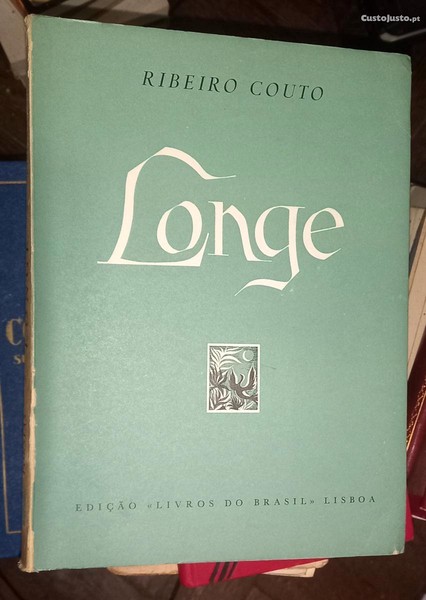 CustoJusto.pt
RIBEIRO COUTO
Longe
EDIÇÃO «LIVROS DO BRASIL» LISBOA